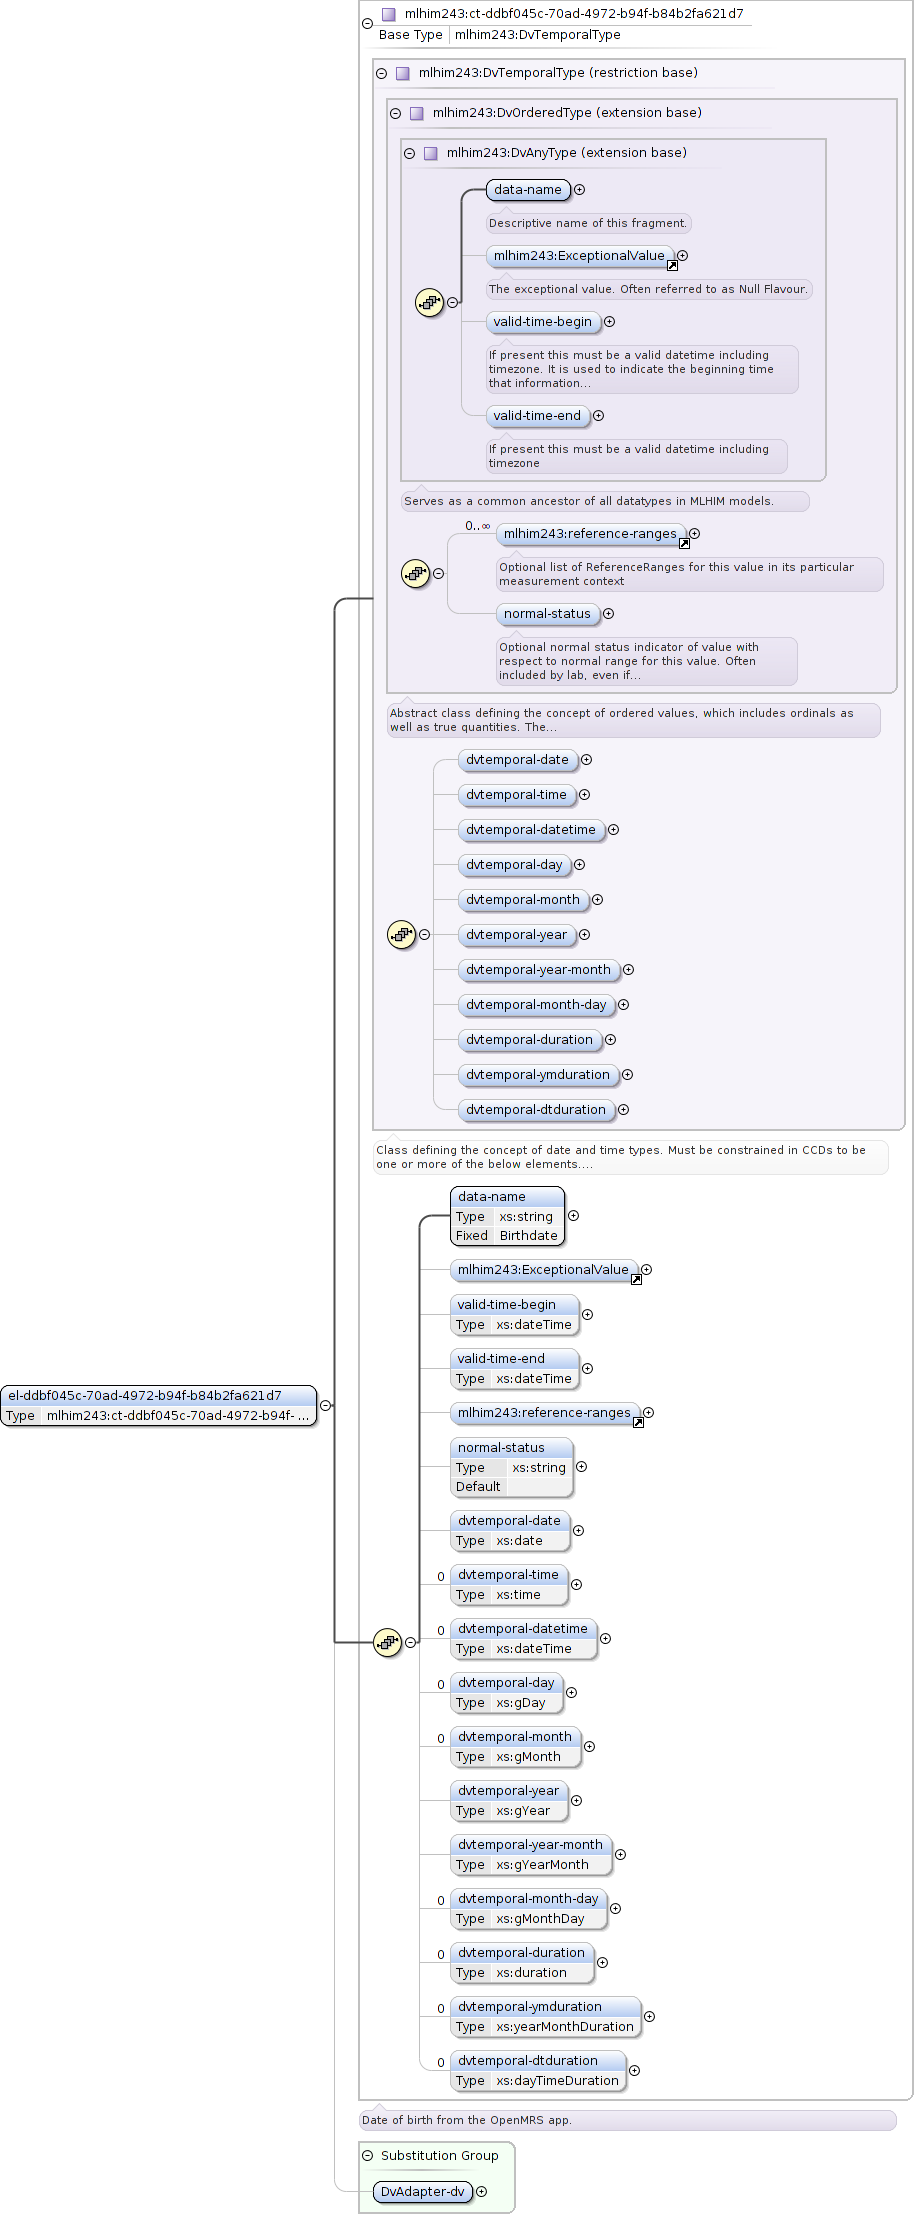 mlhim243:ct-ddbf045c-70ad-4972-b94f-b84b2fa621d7
Base Type mlhim243:DvTemporalType
mlhim243:DvTemporalType (restriction base)
mlhim243:DvOrderedType (extension base)
mlhim243:DvAnyType (extension base)
data-name
Descriptive name of this fragment.
mlhim243:ExceptionalValue
The exceptional value. Often referred to as Null Flavour.
valid-time-begin
If present this must be a valid datetime including
timezone. It is used to indicate the beginning time
that information...
valid-time-end
If present this must be a valid datetime including
timezone
Serves as a common ancestor of all datatypes in MLHIM models.
0..∞
mlhim243:reference-ranges
Optional list of ReferenceRanges for this value in its particular
measurement context
normal-status
Optional normal status indicator of value with
respect to normal range for this value. Often
included by lab, even if...
Abstract class defining the concept of ordered values, which includes ordinals as
well as true quantities. The...
dvtemporal-date
dvtemporal-time
dvtemporal-datetime
dvtemporal-day
dvtemporal-month
dvtemporal-year
dvtemporal-year-month
dvtemporal-month-day
dvtemporal-duration
dvtemporal-ymduration
dvtemporal-dtduration
Class defining the concept of date and time types. Must be constrained in CCDs to be
one or more of the below elements....
data-name
Type xs:string
Fixed Birthdate
mlhim243:ExceptionalValue
valid-time-begin
Type xs:dateTime
valid-time-end
Type xs:dateTime
el-ddbf045c-70ad-4972-b94f-b84b2fa621d7
Type mlhim243:ct-ddbf045c-70ad-4972-b94f- ...
mlhim243:reference-ranges
normal-status
Type xs:string
Default
dvtemporal-date
Type xs:date
0 dvtemporal-time
Type xs:time
0 dvtemporal-datetime
Type xs:dateTime
0 dvtemporal-day
Type xs:gDay
0 dvtemporal-month
Type xs:gMonth
dvtemporal-year
Type xs:gYear
dvtemporal-year-month
Type xs:gYearMonth
0 dvtemporal-month-day
Type xs:gMonthDay
0 dvtemporal-duration
Type xs:duration
0 dvtemporal-ymduration
Type xs:yearMonthDuration
0 dvtemporal-dtduration
Type xs:dayTimeDuration
Date of birth from the OpenMRS app.
Substitution Group
DvAdapter-dv